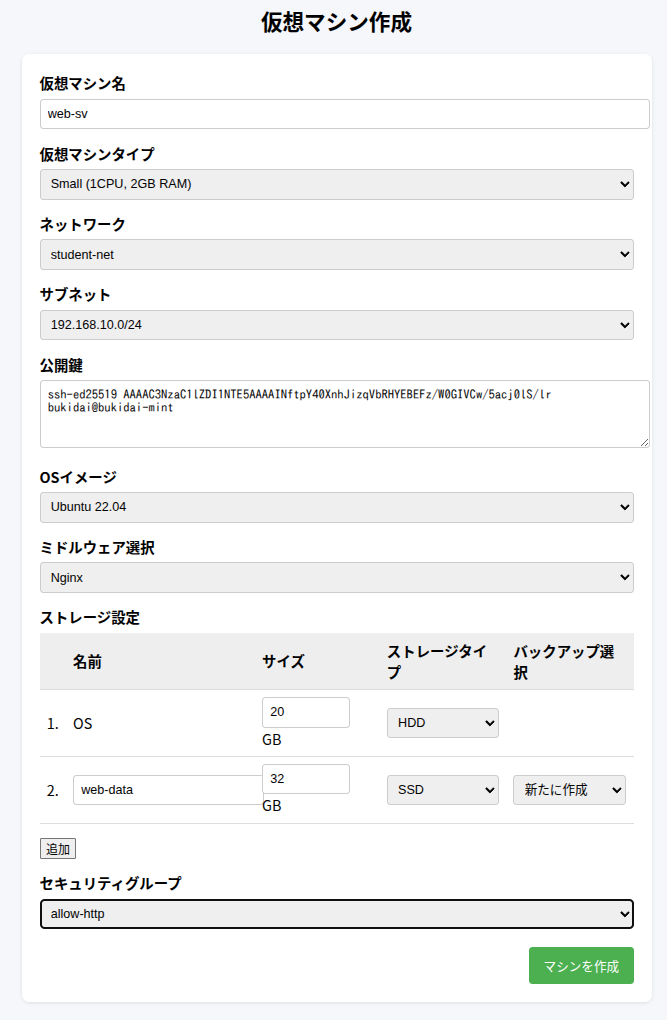 仮想マシン作成
仮想マシン名
web-sv
仮想マシンタイプ
Small (1CPU, 2GB RAM)
ネットワーク
student-net
サブネット
192.168.10.0/24
公開鍵
ssh-ed25519 AAAAC3NzaC1lZDI1NTE5AAAAINftpY40XnhJizqVbRHYEBEFz/W0GIVCw/5acj0lS/lr
bukidai@bukidai-mint
OSイメージ
Ubuntu 22.04
ミドルウェア選択
Nginx
ストレージ設定
名前 サイズ ストレージタイプ バックアップ選択
1. OS 20 GB HDD
2. web-data 32 GB SSD 新たに作成
追加
セキュリティグループ
allow-http
マシンを作成